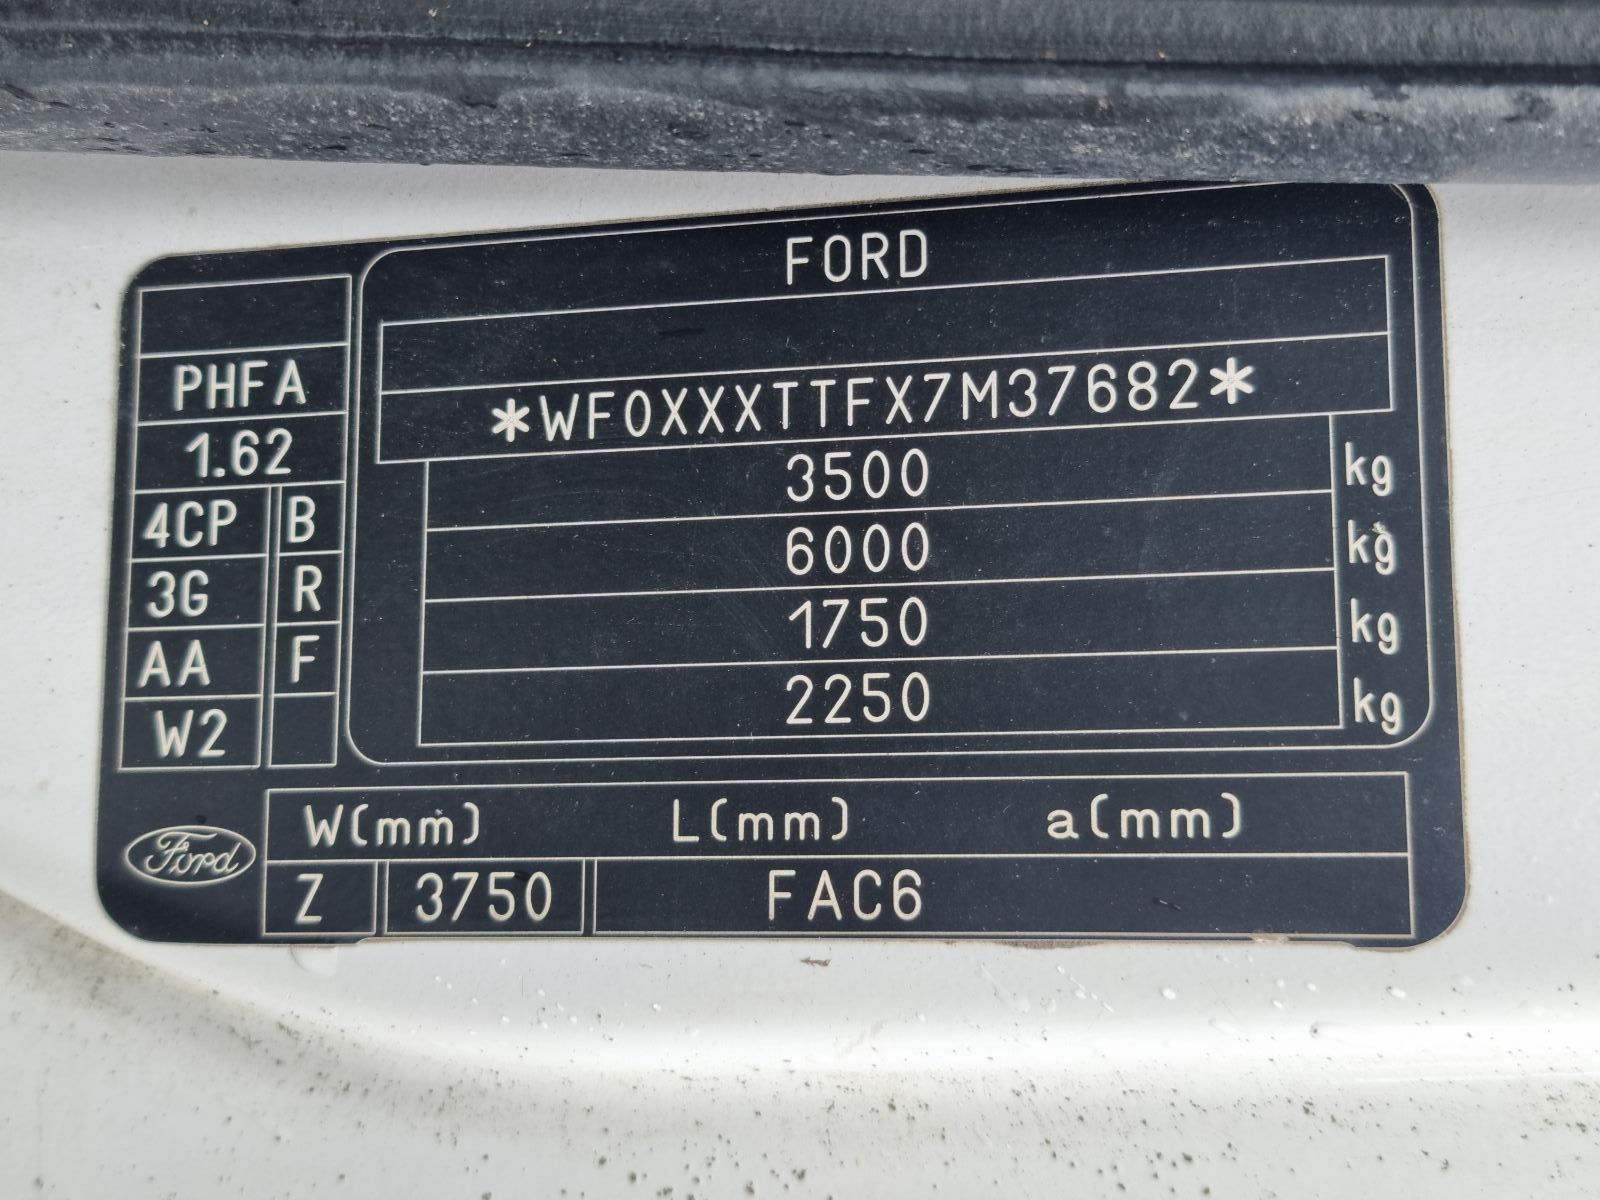 FORD
*WF0XXXTTFX7M37682*
3500 kg
6000 kg
1750 kg
2250 kg
PHFA
1.62
4CP B
3G R
AA F
W2
Ford
W(mm) L(mm) a(mm)
Z 3750 FAC6